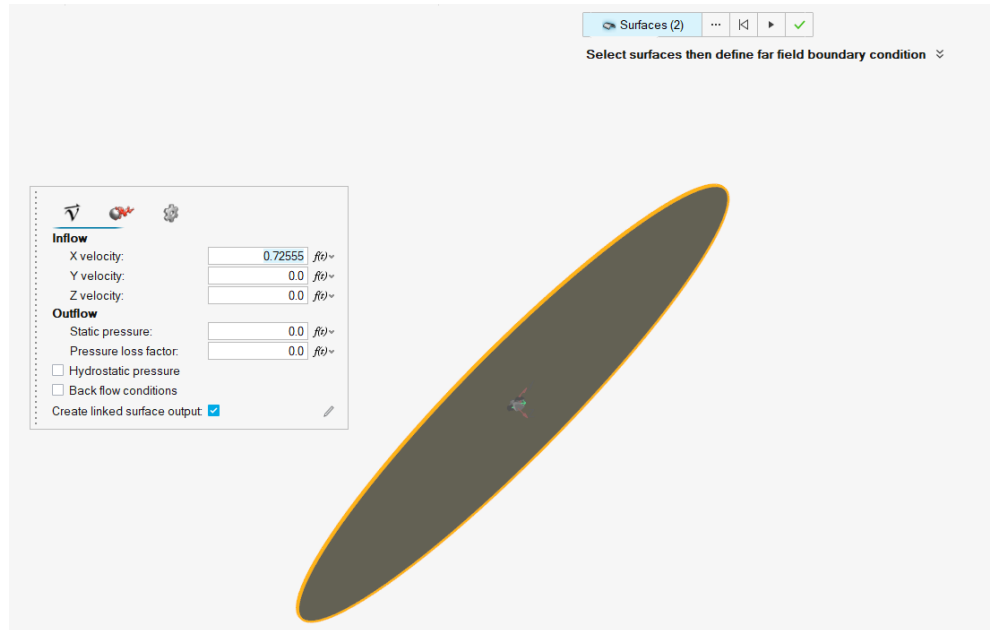 Surfaces (2)
Select surfaces then define far field boundary condition
Inflow
X velocity: 0.72555 f(t)
Y velocity: 0.0 f(t)
Z velocity: 0.0 f(t)
Outflow
Static pressure: 0.0 f(t)
Pressure loss factor: 0.0 f(t)
Hydrostatic pressure
Back flow conditions
Create linked surface output: